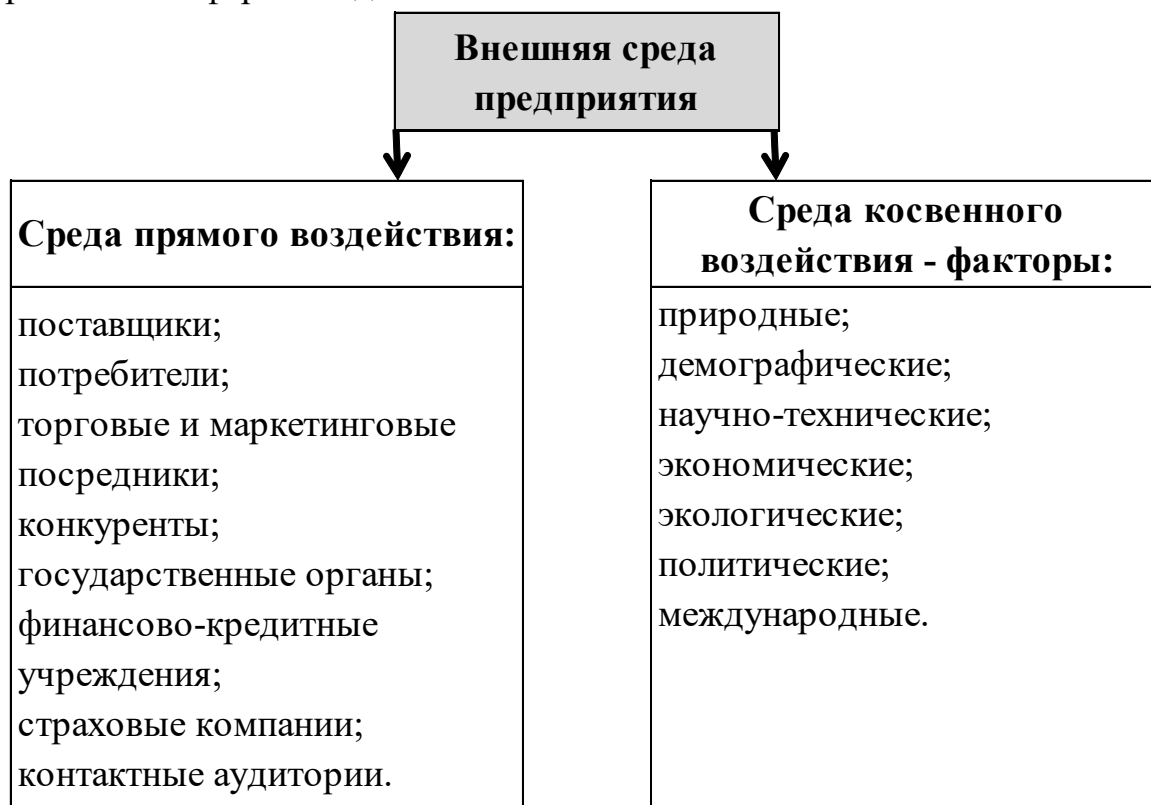 Внешняя среда
предприятия
Среда прямого воздействия:
поставщики;
потребители;
торговые и маркетинговые
посредники;
конкуренты;
государственные органы;
финансово-кредитные
учреждения;
страховые компании;
контактные аудитории.
Среда косвенного
воздействия - факторы:
природные;
демографические;
научно-технические;
экономические;
экологические;
политические;
международные.